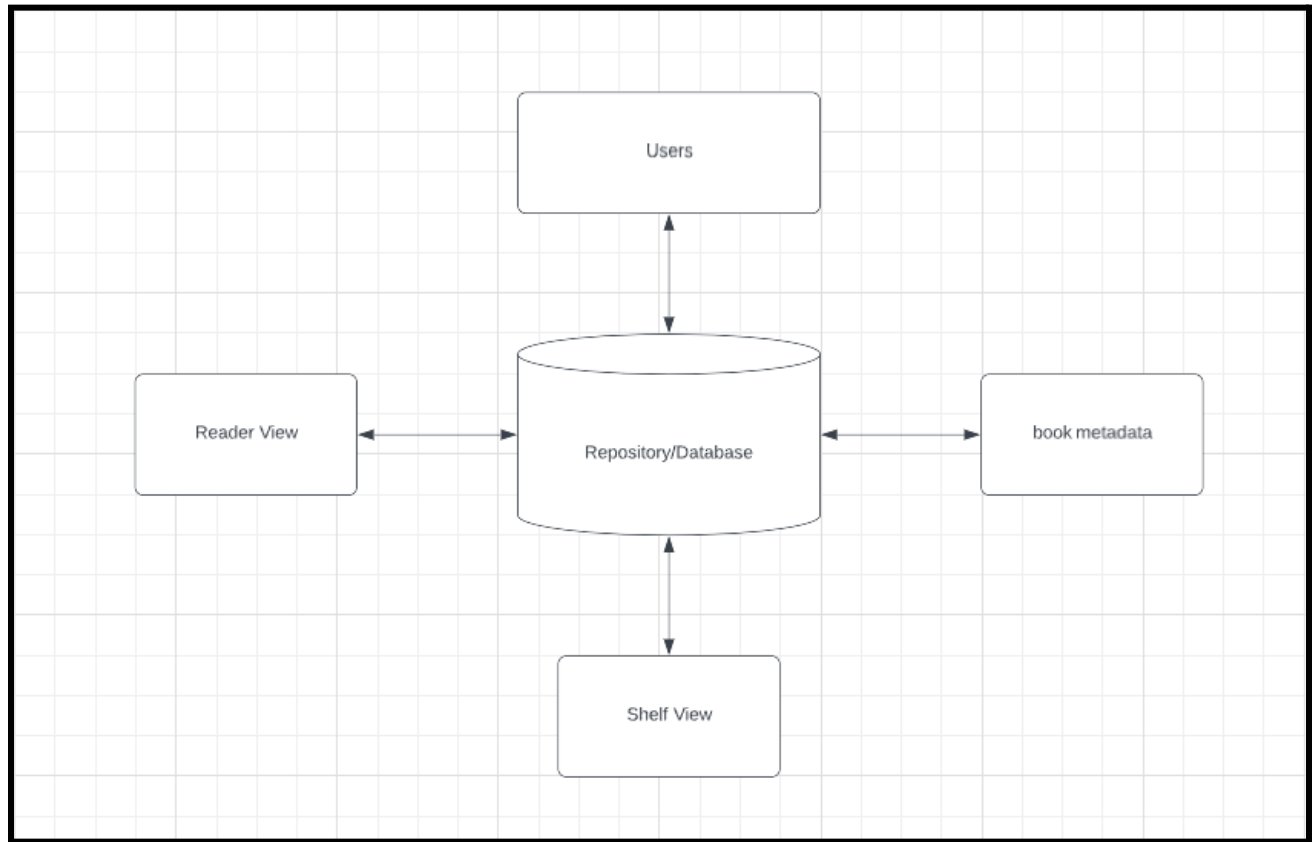 Users
Reader View
Repository/Database
book metadata
Shelf View